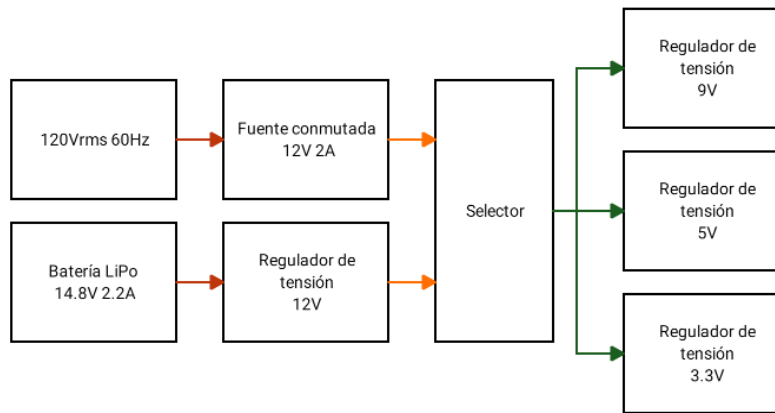 120Vrms 60Hz
Fuente conmutada
12V 2A
Batería LiPo
14.8V 2.2A
Regulador de
tensión
12V
Selector
Regulador de
tensión
9V
Regulador de
tensión
5V
Regulador de
tensión
3.3V